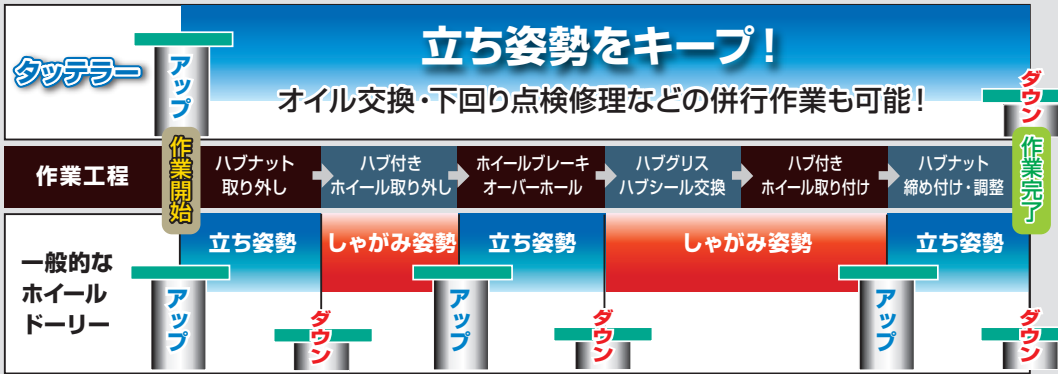 立ち姿勢をキープ!
タッテラー
アップ
オイル交換・下回り点検修理などの併行作業も可能!
ダウン
作業工程
作業開始
ハブナット
取り外し
ハブ付き
ホイール取り外し
ホイールブレーキ
オーバーホール
ハブグリス
ハブシール交換
ハブ付き
ホイール取り付け
ハブナット
締め付け・調整
作業完了
一般的な
ホイール
ドーリー
立ち姿勢
しゃがみ姿勢
立ち姿勢
しゃがみ姿勢
立ち姿勢
アップ
ダウン
アップ
ダウン
アップ
ダウン